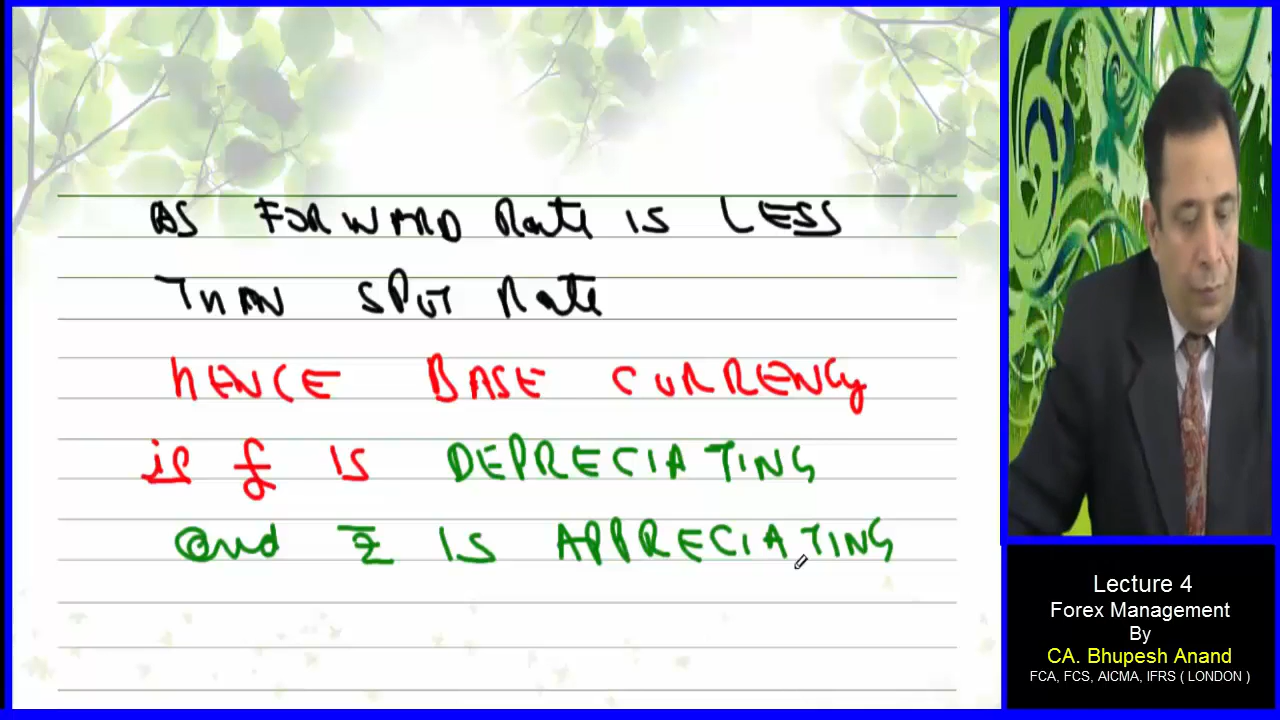 AS FORWARD Rate IS LESS
THAN SPOT Rate
HENCE BASE CURRENCY
ie £ IS DEPRECIATING
and ₹ IS APPRECIATING
Lecture 4
Forex Management
By
CA. Bhupesh Anand
FCA, FCS, AICMA, IFRS ( LONDON )